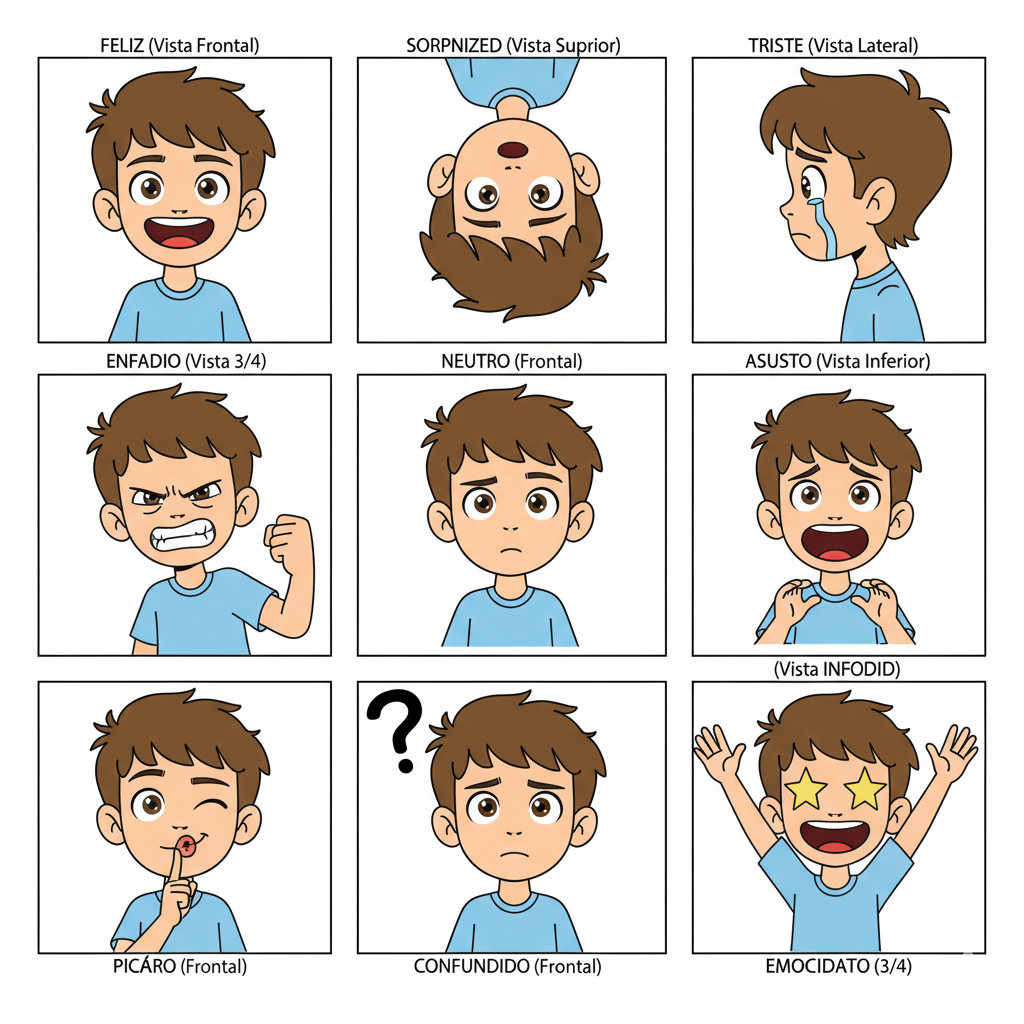 FELIZ (Vista Frontal)
SORPNIZED (Vista Suprior)
TRISTE (Vista Lateral)
ENFADIO (Vista 3/4)
NEUTRO (Frontal)
ASUSTO (Vista Inferior)
(Vista INFODID)
?
PICÁRO (Frontal)
CONFUNDIDO (Frontal)
EMOCIDATO (3/4)